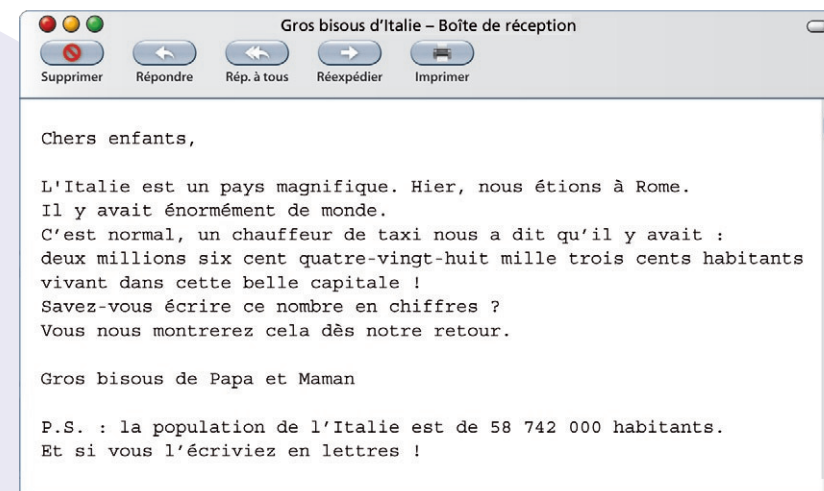 Gros bisous d'Italie – Boîte de réception
Supprimer Répondre Rép. à tous Réexpédier Imprimer
Chers enfants,
L'Italie est un pays magnifique. Hier, nous étions à Rome.
Il y avait énormément de monde.
C’est normal, un chauffeur de taxi nous a dit qu’il y avait :
deux millions six cent quatre-vingt-huit mille trois cents habitants
vivant dans cette belle capitale !
Savez-vous écrire ce nombre en chiffres ?
Vous nous montrerez cela dès notre retour.
Gros bisous de Papa et Maman
P.S. : la population de l’Italie est de 58 742 000 habitants.
Et si vous l’écriviez en lettres !